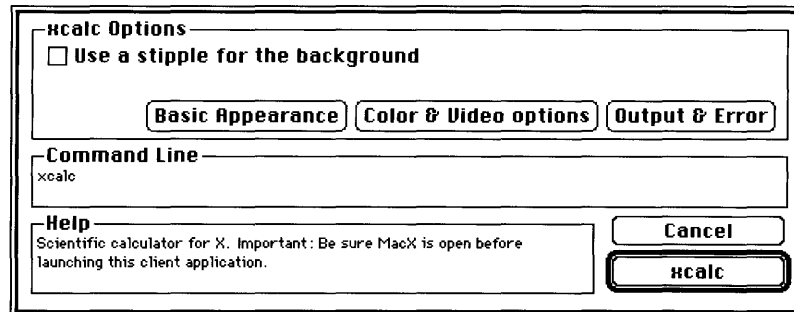 xcalc Options
Use a stipple for the background
Basic Appearance Color & Video options Output & Error
Command Line
xcalc
Help
Scientific calculator for X. Important: Be sure MacX is open before
launching this client application.
Cancel
xcalc